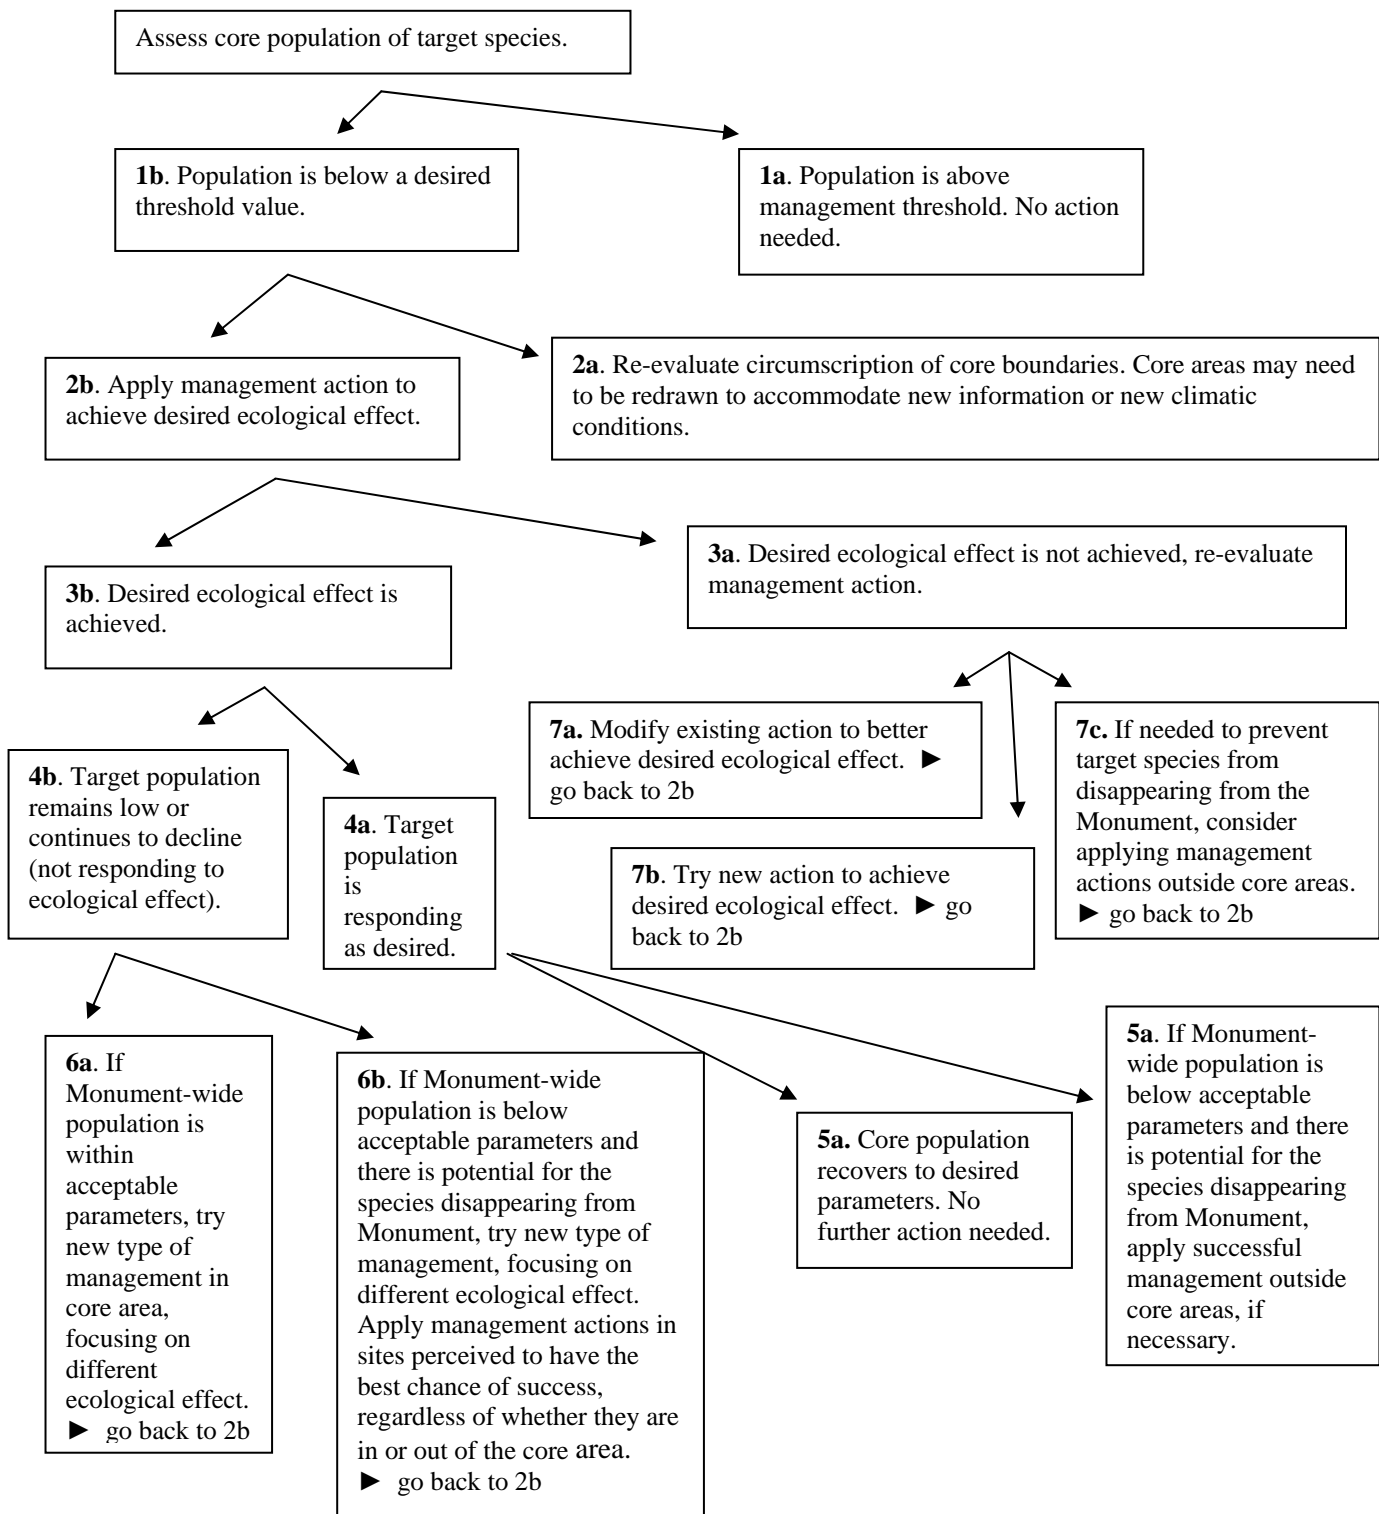 Assess core population of target species.
1b. Population is below a desired
threshold value.
1a. Population is above
management threshold. No action
needed.
2b. Apply management action to
achieve desired ecological effect.
2a. Re-evaluate circumscription of core boundaries. Core areas may need
to be redrawn to accommodate new information or new climatic
conditions.
3b. Desired ecological effect is
achieved.
3a. Desired ecological effect is not achieved, re-evaluate
management action.
4b. Target population
remains low or
continues to decline
(not responding to
ecological effect).
4a. Target
population
is
responding
as desired.
7a. Modify existing action to better
achieve desired ecological effect. ►
go back to 2b
7b. Try new action to achieve
desired ecological effect. ► go
back to 2b
7c. If needed to prevent
target species from
disappearing from the
Monument, consider
applying management
actions outside core areas.
► go back to 2b
6a. If
Monument-wide
population is
within
acceptable
parameters, try
new type of
management in
core area,
focusing on
different
ecological effect.
► go back to 2b
6b. If Monument-wide
population is below
acceptable parameters and
there is potential for the
species disappearing from
Monument, try new type of
management, focusing on
different ecological effect.
Apply management actions in
sites perceived to have the
best chance of success,
regardless of whether they are
in or out of the core area.
► go back to 2b
5a. Core population
recovers to desired
parameters. No
further action needed.
5a. If Monument-
wide population is
below acceptable
parameters and there
is potential for the
species disappearing
from Monument,
apply successful
management outside
core areas, if
necessary.